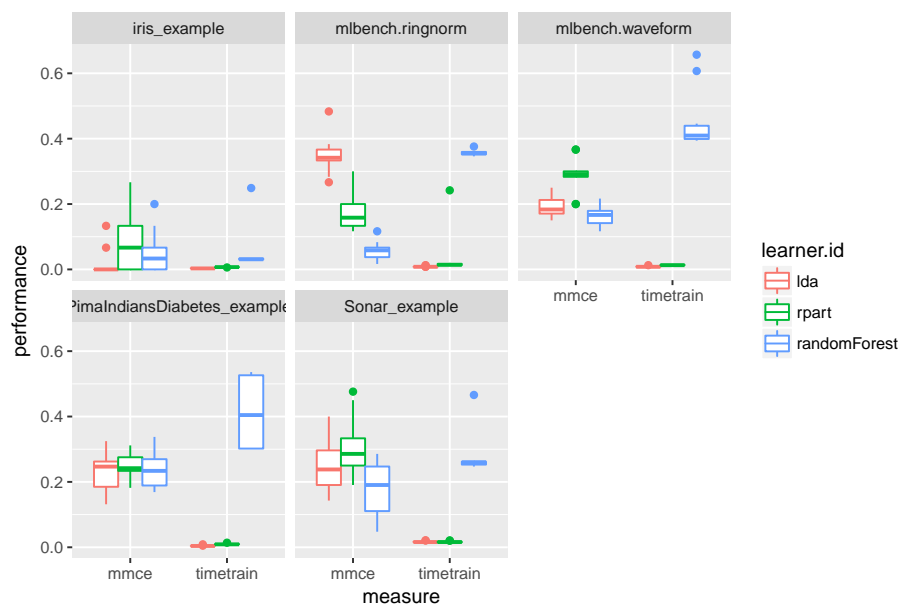 iris_example
mlbench.ringnorm
mlbench.waveform
0.6
0.4
0.2
0.0
mmce
timetrain
PimaIndiansDiabetes_example
Sonar_example
0.6
0.4
0.2
0.0
mmce
timetrain
mmce
timetrain
measure
performance
learner.id
lda
rpart
randomForest